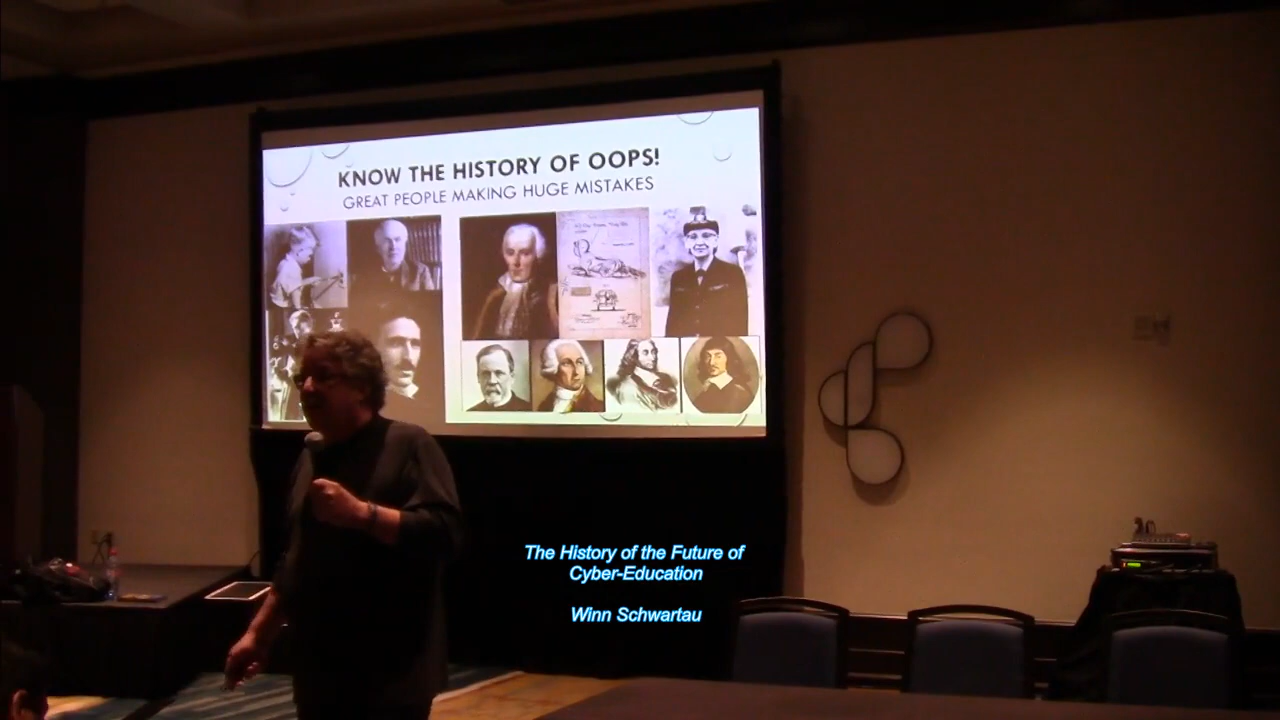 KNOW THE HISTORY OF OOPS!
GREAT PEOPLE MAKING HUGE MISTAKES
The History of the Future of
Cyber-Education
Winn Schwartau